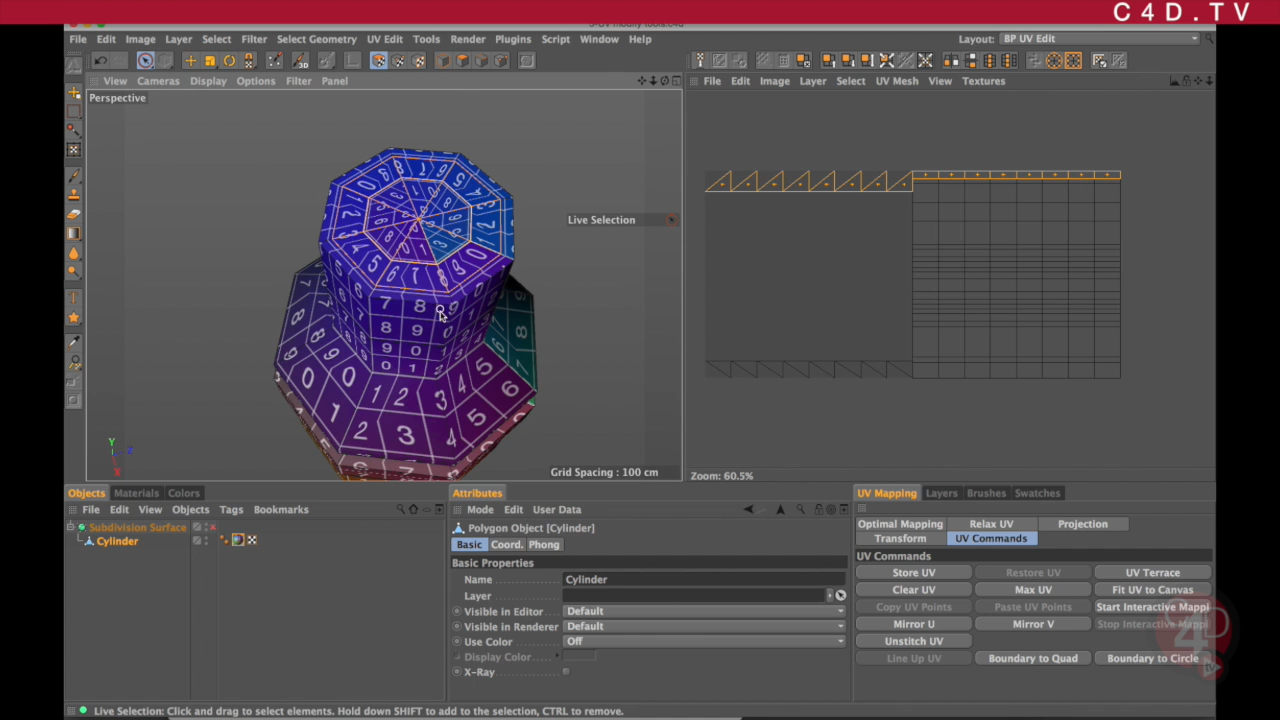 C4D.TV
File Edit Image Layer Select Filter Select Geometry UV Edit Tools Render Plugins Script Window Help Layout: BP UV Edit
View Cameras Display Options Filter Panel File Edit Image Layer Select UV Mesh View Textures
Perspective
Live Selection
Grid Spacing : 100 cm Zoom: 60.5%
Objects Materials Colors Attributes UV Mapping Layers Brushes Swatches
File Edit View Objects Tags Bookmarks Mode Edit User Data
Subdivision Surface Polygon Object [Cylinder] Optimal Mapping Relax UV Projection
Cylinder Basic Coord. Phong Transform UV Commands
Basic Properties UV Commands
Name Cylinder Store UV Restore UV UV Terrace
Layer Clear UV Max UV Fit UV to Canvas
Visible in Editor Default Copy UV Points Paste UV Points Start Interactive Mappi
Visible in Renderer Default Mirror U Mirror V Stop Interactive Mappi
Use Color Off Unstitch UV
Display Color Line Up UV Boundary to Quad Boundary to Circle
X-Ray
Live Selection: Click and drag to select elements. Hold down SHIFT to add to the selection, CTRL to remove.